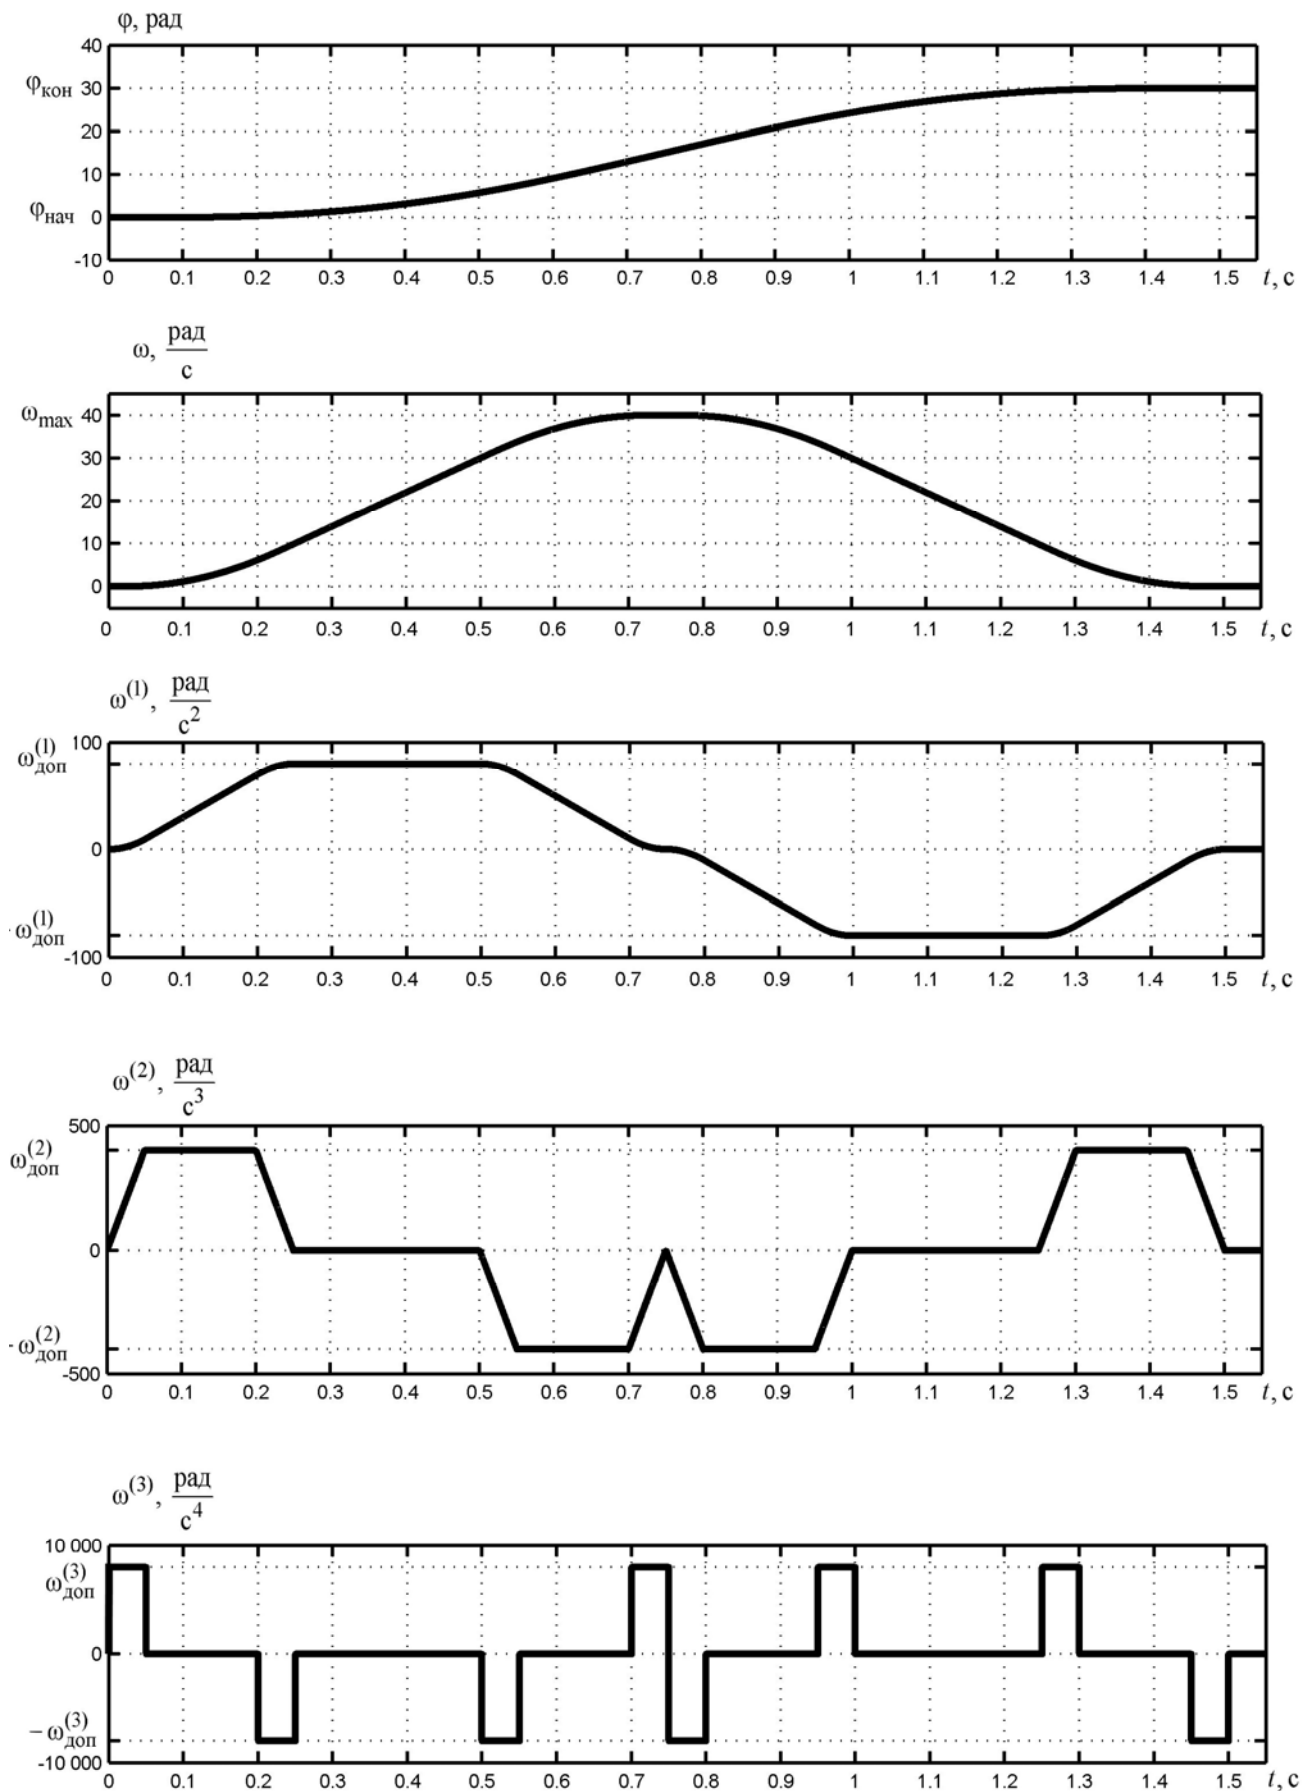 φ, рад
40
φкон 30
20
10
φнач 0
-10
0 0.1 0.2 0.3 0.4 0.5 0.6 0.7 0.8 0.9 1 1.1 1.2 1.3 1.4 1.5 t, с
ω, рад/с
ωmax 40
30
20
10
0
0 0.1 0.2 0.3 0.4 0.5 0.6 0.7 0.8 0.9 1 1.1 1.2 1.3 1.4 1.5 t, с
ω(1), рад/с2
100
ω(1)доп
0
- ω(1)доп
-100
0 0.1 0.2 0.3 0.4 0.5 0.6 0.7 0.8 0.9 1 1.1 1.2 1.3 1.4 1.5 t, с
ω(2), рад/с3
500
ω(2)доп
0
- ω(2)доп
-500
0 0.1 0.2 0.3 0.4 0.5 0.6 0.7 0.8 0.9 1 1.1 1.2 1.3 1.4 1.5 t, с
ω(3), рад/с4
10 000
ω(3)доп
0
– ω(3)доп
-10 000
0 0.1 0.2 0.3 0.4 0.5 0.6 0.7 0.8 0.9 1 1.1 1.2 1.3 1.4 1.5 t, с